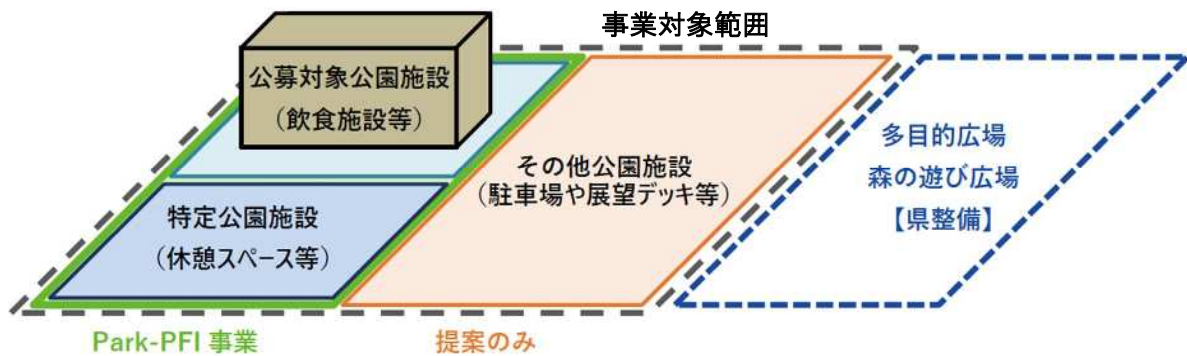 事業対象範囲
公募対象公園施設
（飲食施設等）
特定公園施設
（休憩スペース等）
その他公園施設
（駐車場や展望デッキ等）
多目的広場
森の遊び広場
【県整備】
Park-PFI 事業
提案のみ